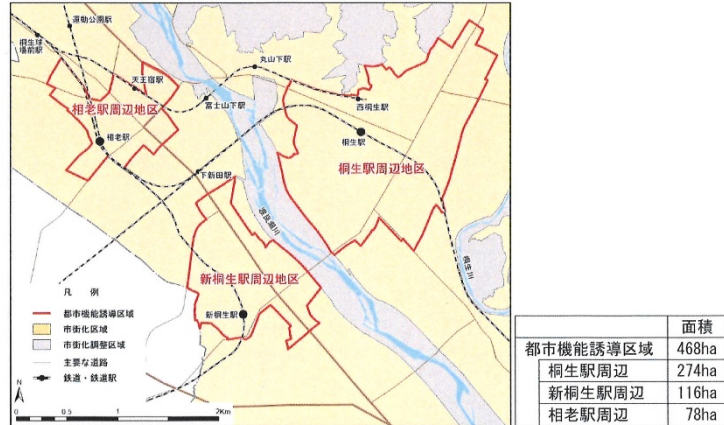 運動公園駅
桐生球場前駅
天王宿駅
丸山下駅
富士山下駅
西桐生駅
相老駅周辺地区
相老駅
桐生駅
桐生駅周辺地区
下新田駅
渡良瀬川
桐生川
新桐生駅周辺地区
新桐生駅
凡 例
都市機能誘導区域
市街化区域
市街化調整区域
主要な道路
鉄道・鉄道駅
N
0 0.5 1 2Km
面積
都市機能誘導区域 468ha
桐生駅周辺 274ha
新桐生駅周辺 116ha
相老駅周辺 78ha